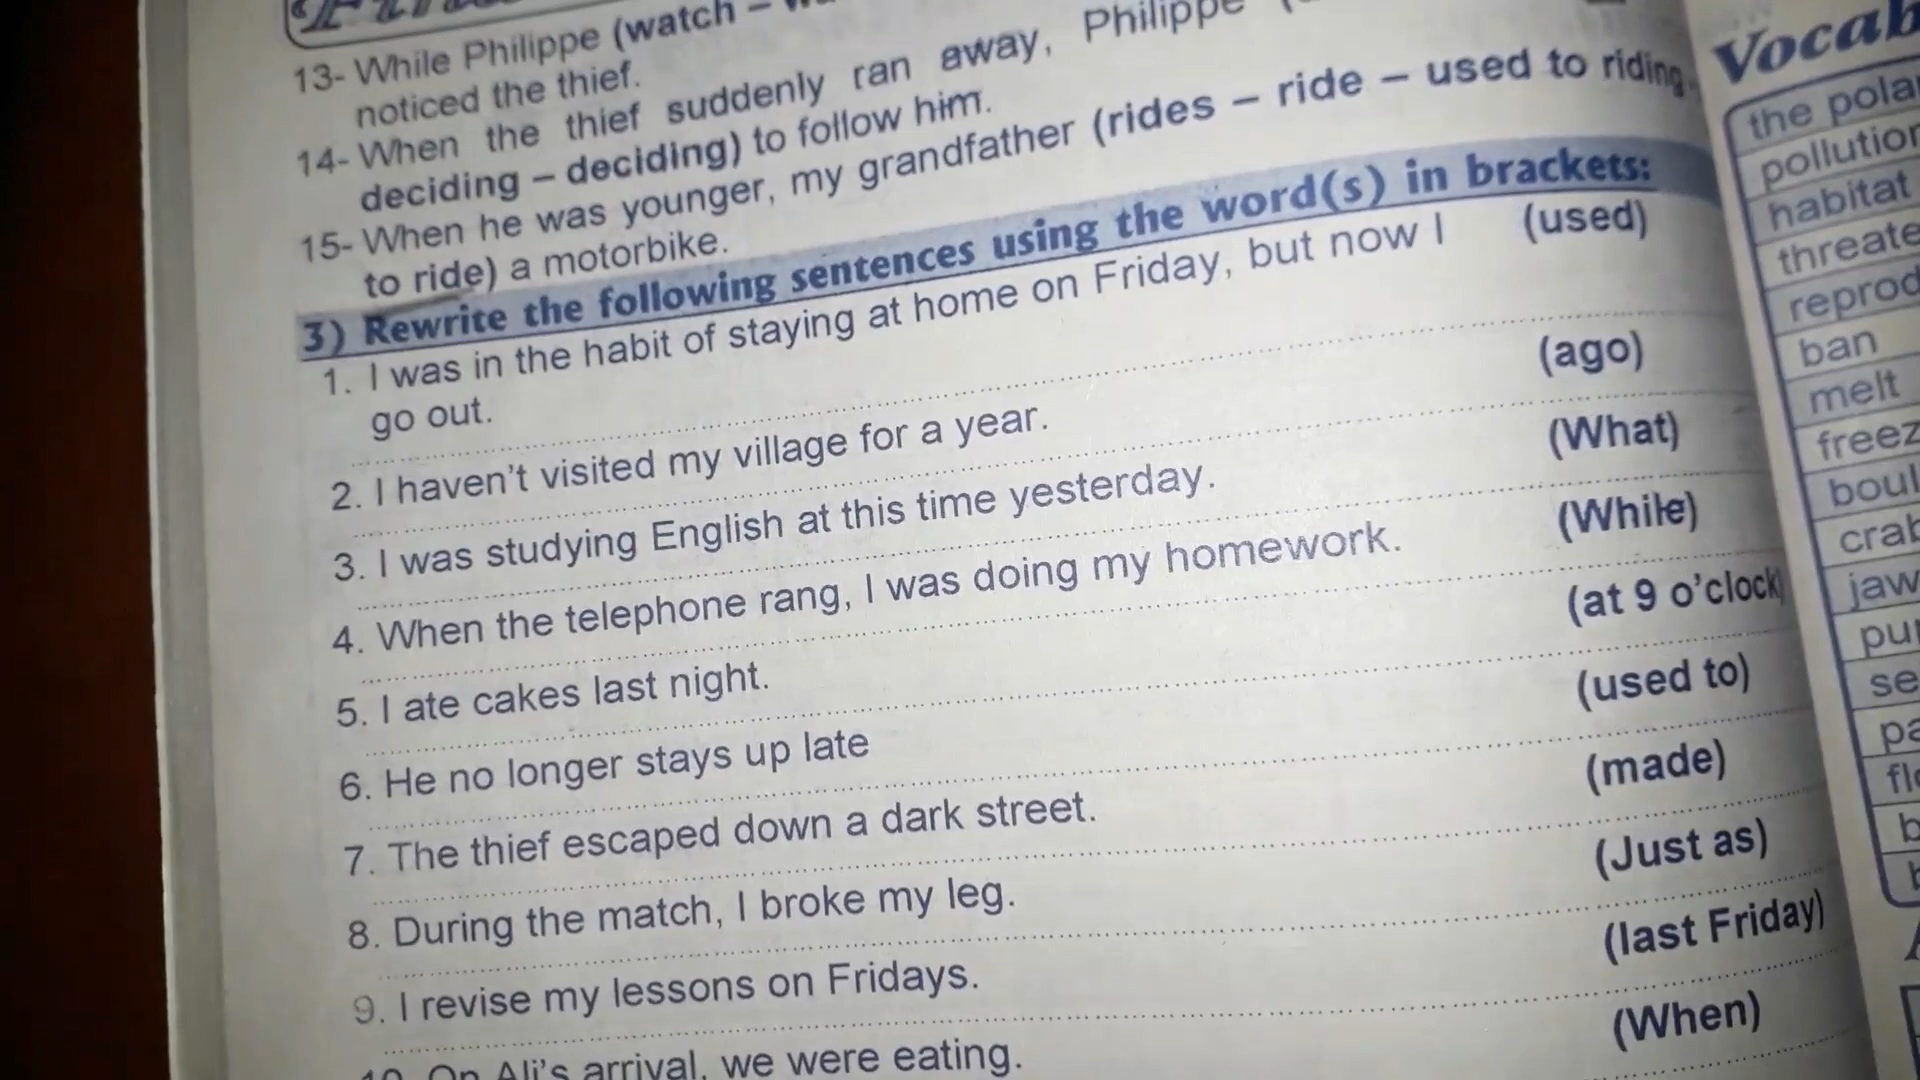 13- While Philippe (watch –
noticed the thief.
14- When the thief suddenly ran away, Philippe
deciding – deciding) to follow him.
15- When he was younger, my grandfather (rides – ride – used to riding
to ride) a motorbike.
3) Rewrite the following sentences using the word(s) in brackets:
1. I was in the habit of staying at home on Friday, but now I (used)
go out.
2. I haven't visited my village for a year. (ago)
3. I was studying English at this time yesterday. (What)
4. When the telephone rang, I was doing my homework. (While)
5. I ate cakes last night. (at 9 o'clock)
6. He no longer stays up late (used to)
7. The thief escaped down a dark street. (made)
8. During the match, I broke my leg. (Just as)
9. I revise my lessons on Fridays. (last Friday)
10. On Ali's arrival, we were eating. (When)
Vocab
the polar
pollution
habitat
ban
melt